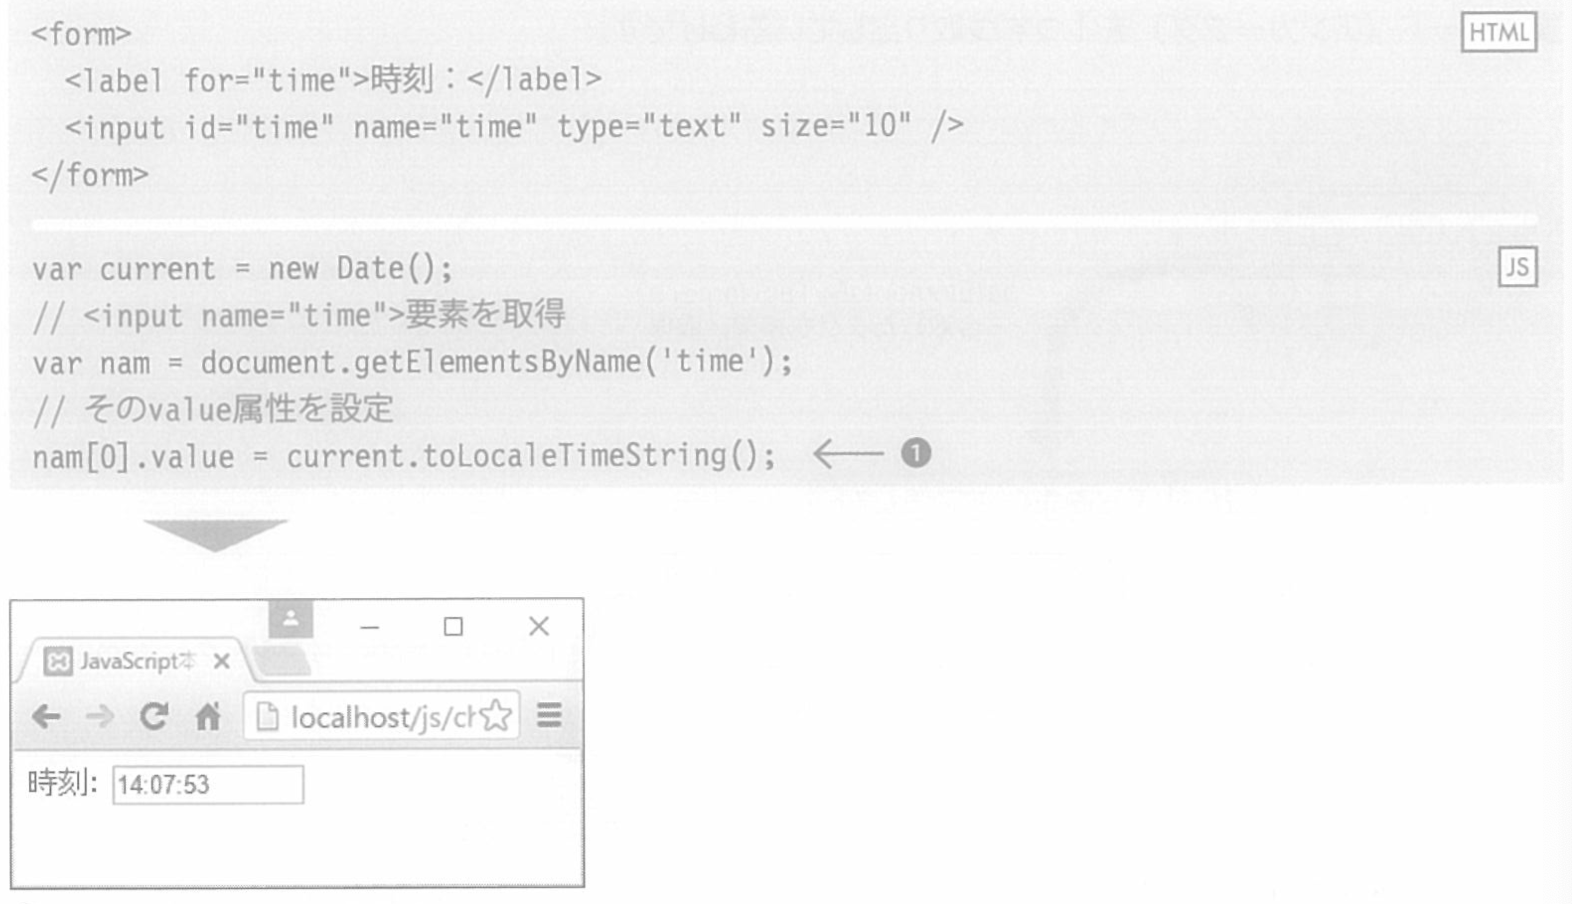 <form>
HTML
  <label for="time">時刻：</label>
  <input id="time" name="time" type="text" size="10" />
</form>
var current = new Date();
JS
// <input name="time">要素を取得
var nam = document.getElementsByName('time');
// そのvalue属性を設定
nam[0].value = current.toLocaleTimeString(); ← ❶
JavaScript本
localhost/js/ch
時刻: 14:07:53